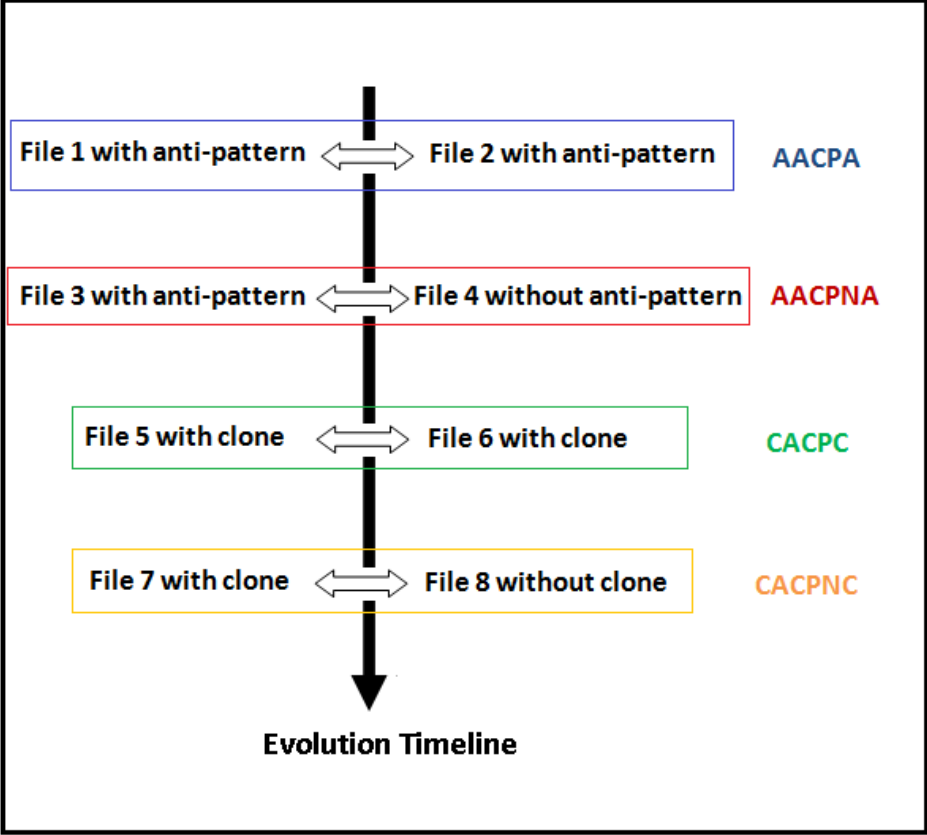 File 1 with anti-pattern File 2 with anti-pattern AACPA
File 3 with anti-pattern File 4 without anti-pattern AACPNA
File 5 with clone File 6 with clone CACPC
File 7 with clone File 8 without clone CACPNC
Evolution Timeline